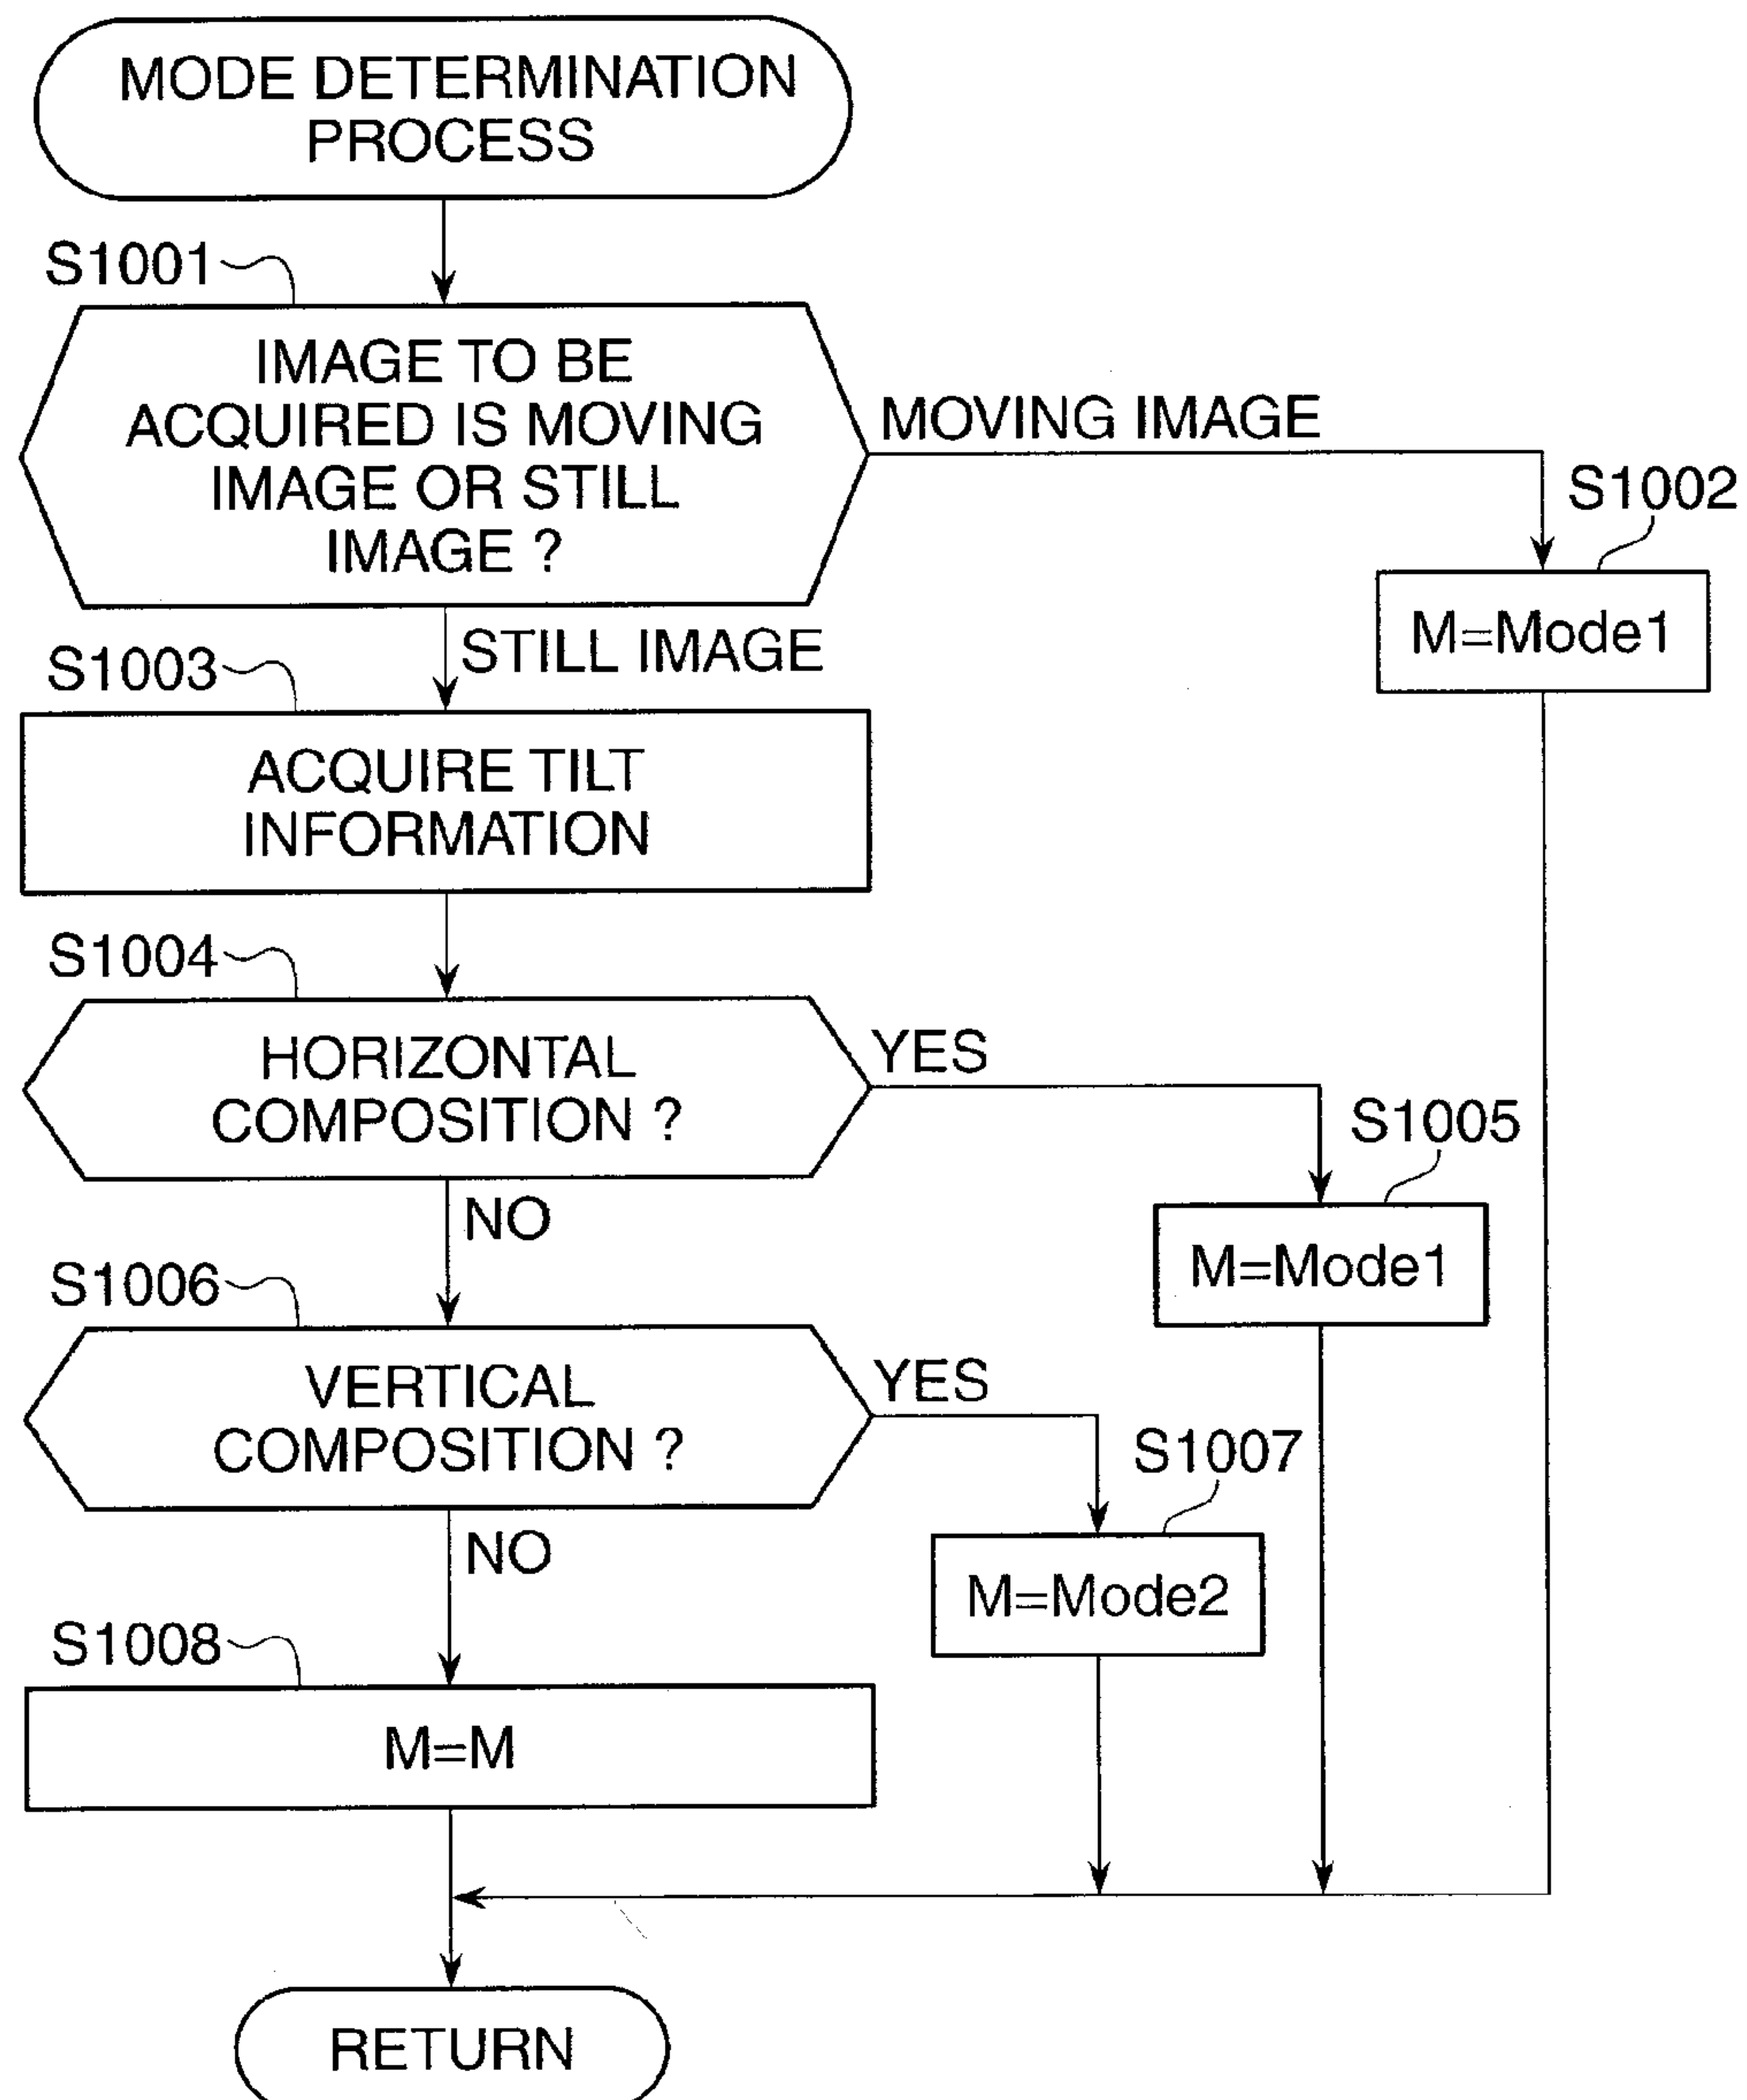 MODE DETERMINATION
PROCESS
S1001
IMAGE TO BE
ACQUIRED IS MOVING
IMAGE OR STILL
IMAGE ?
MOVING IMAGE
S1002
M=Mode1
STILL IMAGE
S1003
ACQUIRE TILT
INFORMATION
S1004
HORIZONTAL
COMPOSITION ?
YES
S1005
M=Mode1
NO
S1006
VERTICAL
COMPOSITION ?
YES
S1007
M=Mode2
NO
S1008
M=M
RETURN